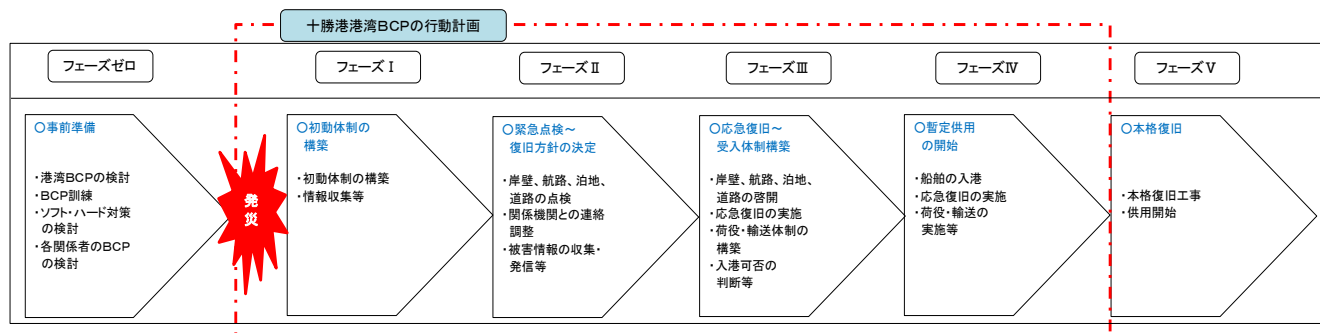 十勝港港湾BCPの行動計画
フェーズゼロ
フェーズⅠ
フェーズⅡ
フェーズⅢ
フェーズⅣ
フェーズⅤ
○事前準備
・港湾BCPの検討
・BCP訓練
・ソフト・ハード対策
の検討
・各関係者のBCP
の検討
発
災
○初動体制の
構築
・初動体制の構築
・情報収集等
○緊急点検～
復旧方針の決定
・岸壁、航路、泊地、
道路の点検
・関係機関との連絡
調整
・被害情報の収集・
発信等
○応急復旧～
受入体制構築
・岸壁、航路、泊地、
道路の啓開
・応急復旧の実施
・荷役・輸送体制の
構築
・入港可否の
判断等
○暫定供用
の開始
・船舶の入港
・応急復旧の実施
・荷役・輸送の
実施等
○本格復旧
・本格復旧工事
・供用開始